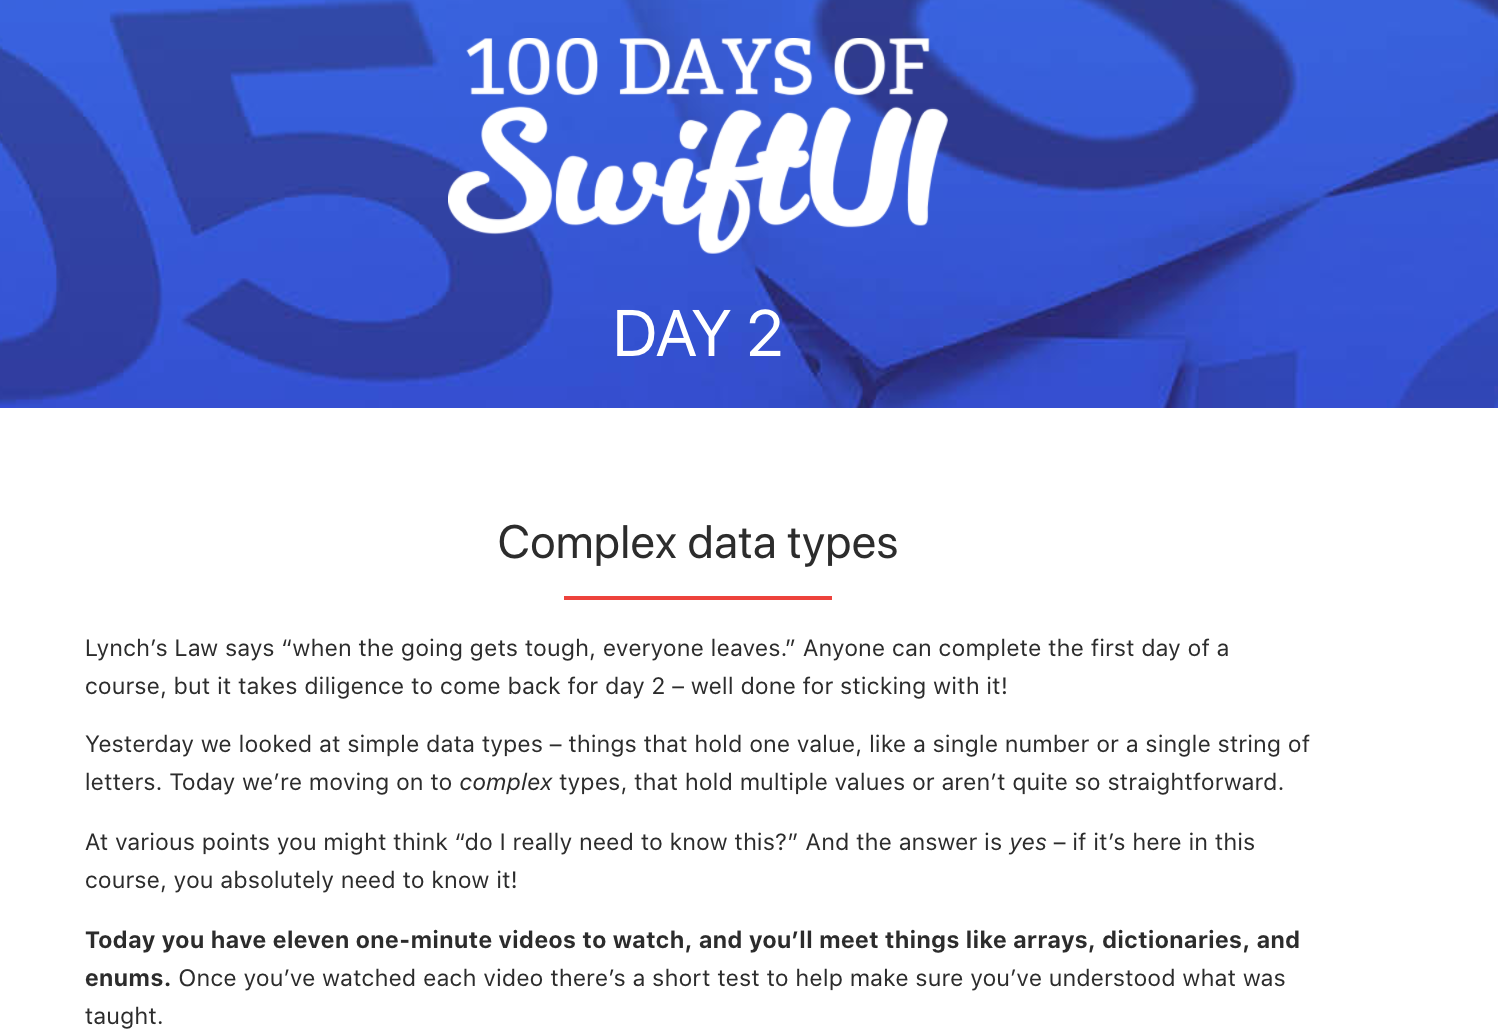 100 DAYS OF
SwiftUI
DAY 2
Complex data types
Lynch’s Law says “when the going gets tough, everyone leaves.” Anyone can complete the first day of a
course, but it takes diligence to come back for day 2 – well done for sticking with it!
Yesterday we looked at simple data types – things that hold one value, like a single number or a single string of
letters. Today we’re moving on to complex types, that hold multiple values or aren’t quite so straightforward.
At various points you might think “do I really need to know this?” And the answer is yes – if it’s here in this
course, you absolutely need to know it!
Today you have eleven one-minute videos to watch, and you’ll meet things like arrays, dictionaries, and
enums. Once you’ve watched each video there’s a short test to help make sure you’ve understood what was
taught.